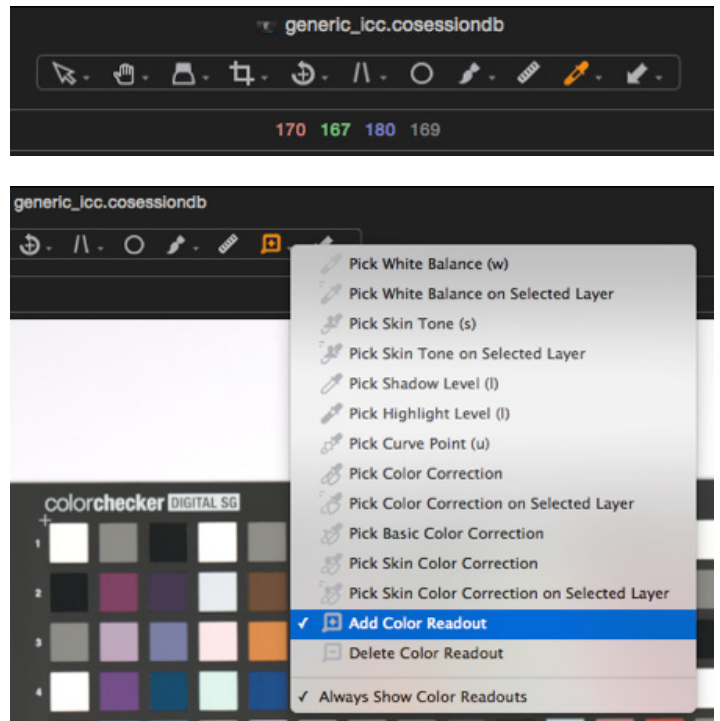 generic_icc.cosessiondb
170 167 180 169
generic_icc.cosessiondb
Pick White Balance (w)
Pick White Balance on Selected Layer
Pick Skin Tone (s)
Pick Skin Tone on Selected Layer
Pick Shadow Level (l)
Pick Highlight Level (l)
Pick Curve Point (u)
Pick Color Correction
Pick Color Correction on Selected Layer
Pick Basic Color Correction
Pick Skin Color Correction
Pick Skin Color Correction on Selected Layer
✓ Add Color Readout
Delete Color Readout
✓ Always Show Color Readouts
colorchecker DIGITAL SG
1
2
3
4